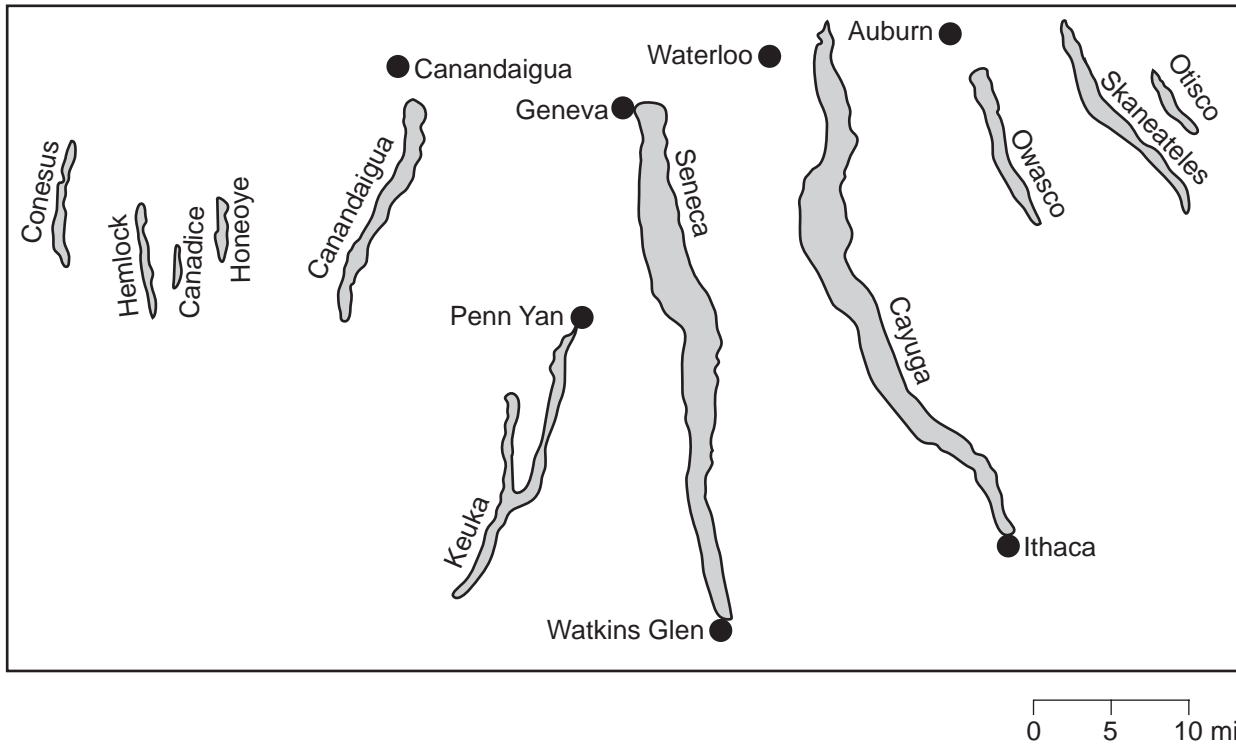 Auburn
Waterloo
Canandaigua
Geneva
Otisco
Skaneateles
Owasco
Seneca
Conesus
Hemlock
Canadice
Honeoye
Canandaigua
Penn Yan
Cayuga
Keuka
Ithaca
Watkins Glen
0 5 10 mi